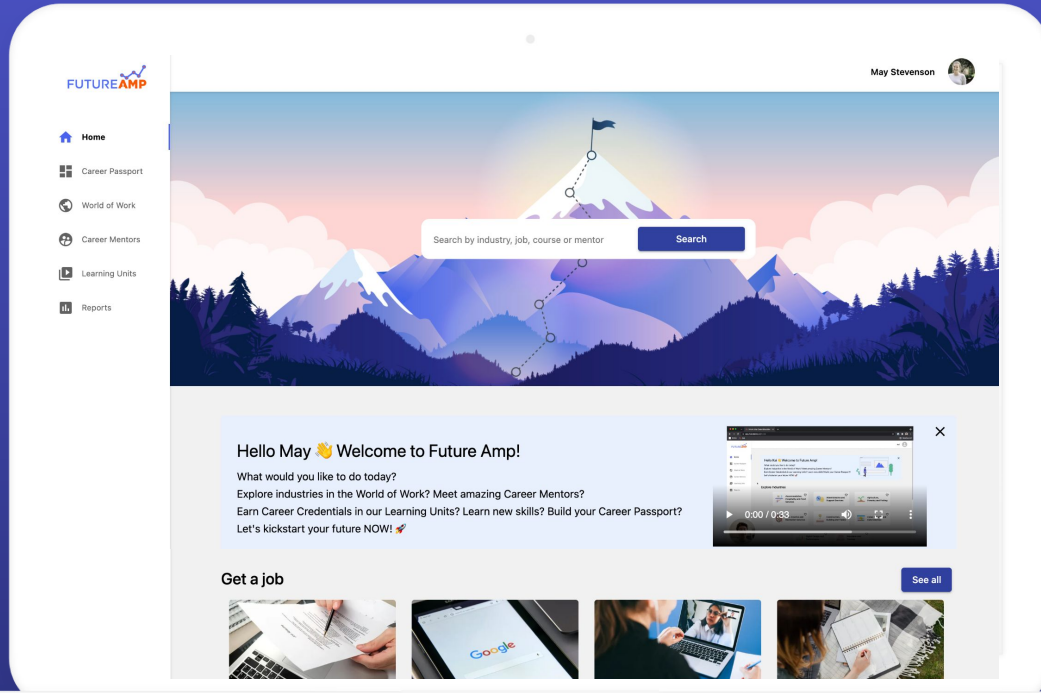 FUTUREAMP
May Stevenson
Home
Career Passport
World of Work
Career Mentors
Learning Units
Reports
Search by industry, job, course or mentor
Search
Hello May 👋 Welcome to Future Amp!
What would you like to do today?
Explore industries in the World of Work? Meet amazing Career Mentors?
Earn Career Credentials in our Learning Units? Learn new skills? Build your Career Passport?
Let's kickstart your future NOW! 🚀
0:00 / 0:33
Get a job
See all
Google